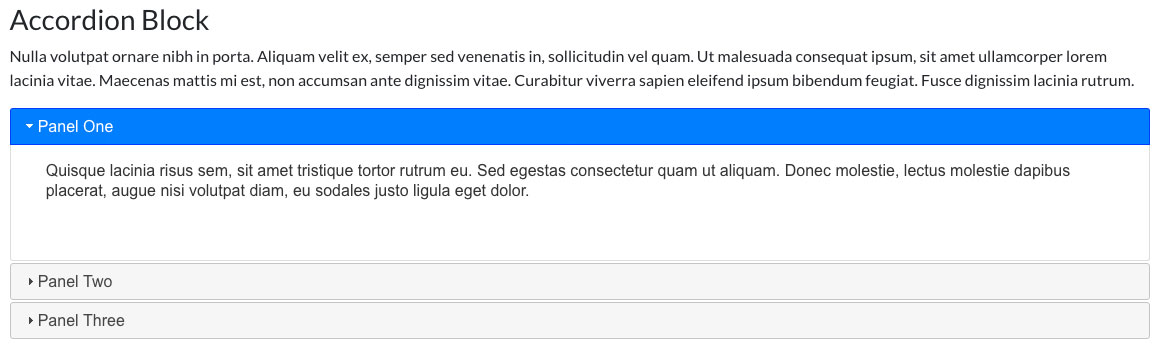 Accordion Block
Nulla volutpat ornare nibh in porta. Aliquam velit ex, semper sed venenatis in, sollicitudin vel quam. Ut malesuada consequat ipsum, sit amet ullamcorper lorem
lacinia vitae. Maecenas mattis mi est, non accumsan ante dignissim vitae. Curabitur viverra sapien eleifend ipsum bibendum feugiat. Fusce dignissim lacinia rutrum.
Panel One
Quisque lacinia risus sem, sit amet tristique tortor rutrum eu. Sed egestas consectetur quam ut aliquam. Donec molestie, lectus molestie dapibus
placerat, augue nisi volutpat diam, eu sodales justo ligula eget dolor.
Panel Two
Panel Three